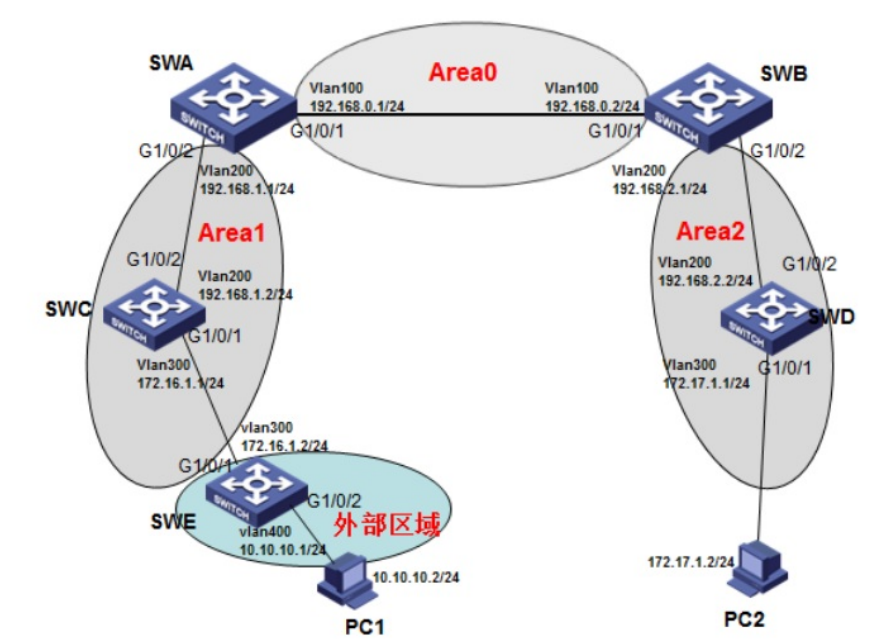 SWA
SWB
Area0
Vlan100
192.168.0.1/24
Vlan100
192.168.0.2/24
G1/0/1
G1/0/1
SWITCH
SWITCH
G1/0/2
G1/0/2
Vlan200
192.168.1.1/24
Vlan200
192.168.2.1/24
Area1
Area2
G1/0/2
Vlan200
192.168.1.2/24
Vlan200
192.168.2.2/24
G1/0/2
SWC
SWITCH
SWD
SWITCH
G1/0/1
Vlan300
172.16.1.1/24
Vlan300
172.17.1.1/24
G1/0/1
vlan300
172.16.1.2/24
G1/0/1
SWITCH
G1/0/2
SWE
外部区域
vlan400
10.10.10.1/24
10.10.10.2/24
PC1
172.17.1.2/24
PC2